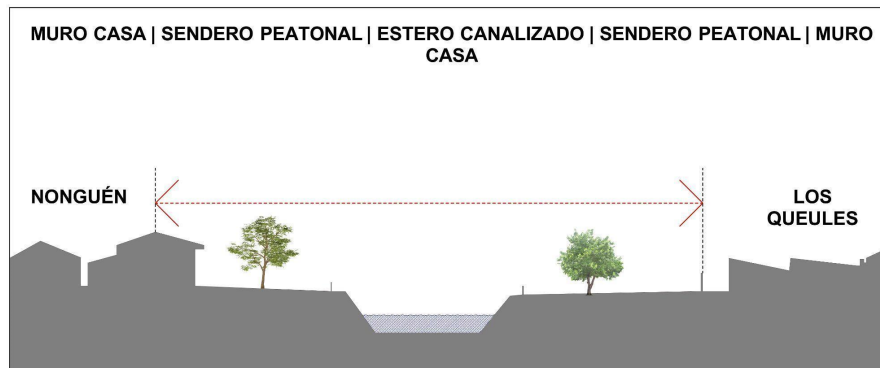 MURO CASA | SENDERO PEATONAL | ESTERO CANALIZADO | SENDERO PEATONAL | MURO
CASA
NONGUÉN
LOS
QUEULES